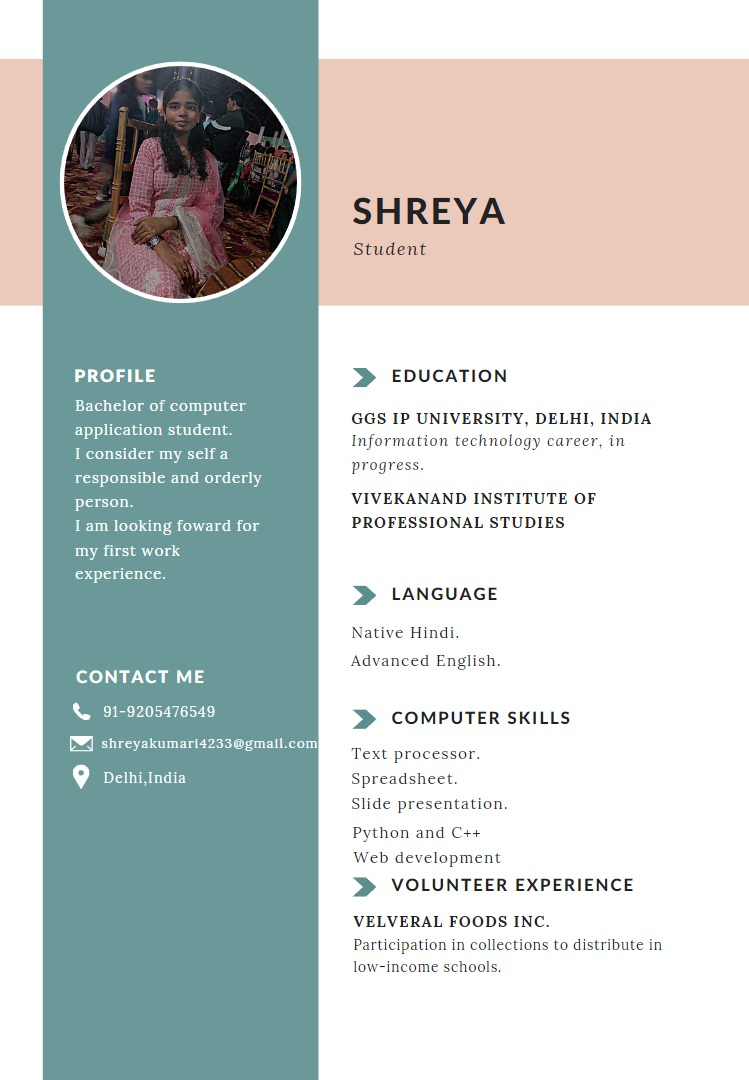 SHREYA
Student
PROFILE
Bachelor of computer
application student.
I consider my self a
responsible and orderly
person.
I am looking foward for
my first work
experience.
CONTACT ME
91-9205476549
shreyakumari4233@gmail.com
Delhi,India
EDUCATION
GGS IP UNIVERSITY, DELHI, INDIA
Information technology career, in
progress.
VIVEKANAND INSTITUTE OF
PROFESSIONAL STUDIES
LANGUAGE
Native Hindi.
Advanced English.
COMPUTER SKILLS
Text processor.
Spreadsheet.
Slide presentation.
Python and C++
Web development
VOLUNTEER EXPERIENCE
VELVERAL FOODS INC.
Participation in collections to distribute in
low-income schools.